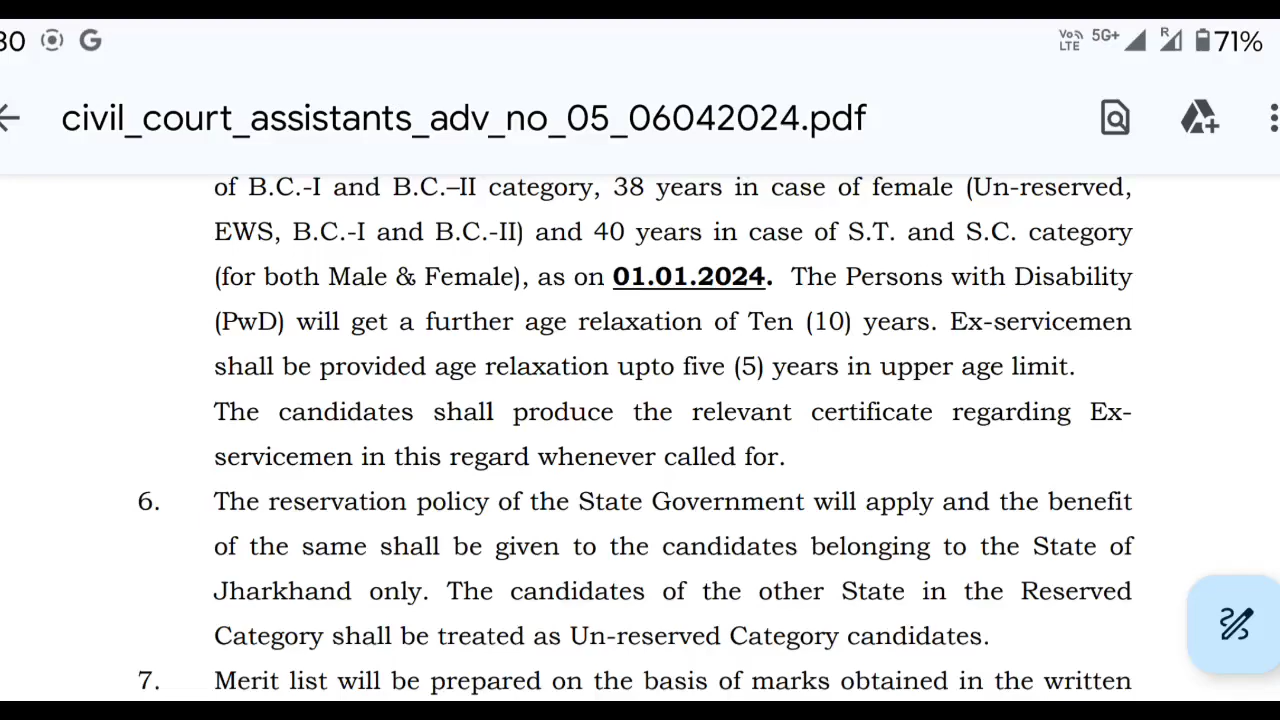 30 G VoLTE 5G+ R 71%
civil_court_assistants_adv_no_05_06042024.pdf
of B.C.-I and B.C.–II category, 38 years in case of female (Un-reserved,
EWS, B.C.-I and B.C.-II) and 40 years in case of S.T. and S.C. category
(for both Male & Female), as on 01.01.2024. The Persons with Disability
(PwD) will get a further age relaxation of Ten (10) years. Ex-servicemen
shall be provided age relaxation upto five (5) years in upper age limit.
The candidates shall produce the relevant certificate regarding Ex-
servicemen in this regard whenever called for.
6. The reservation policy of the State Government will apply and the benefit
of the same shall be given to the candidates belonging to the State of
Jharkhand only. The candidates of the other State in the Reserved
Category shall be treated as Un-reserved Category candidates.
7. Merit list will be prepared on the basis of marks obtained in the written